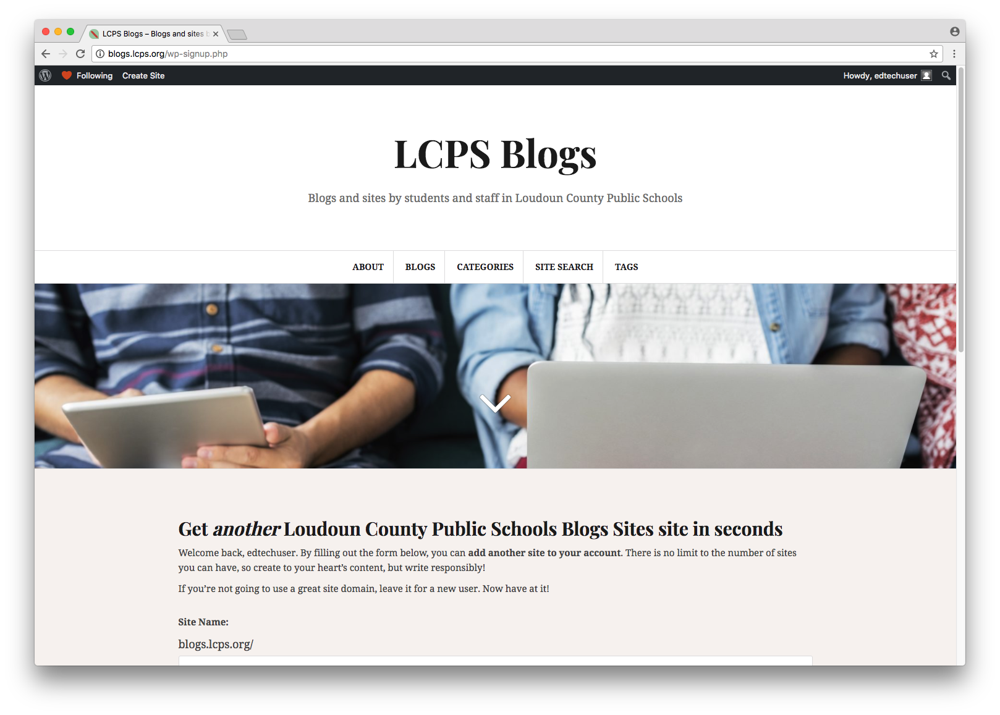 LCPS Blogs – Blogs and sites b
blogs.lcps.org/wp-signup.php
Following Create Site Howdy, edtechuser
LCPS Blogs
Blogs and sites by students and staff in Loudoun County Public Schools
ABOUT BLOGS CATEGORIES SITE SEARCH TAGS
Get another Loudoun County Public Schools Blogs Sites site in seconds
Welcome back, edtechuser. By filling out the form below, you can add another site to your account. There is no limit to the number of sites
you can have, so create to your heart’s content, but write responsibly!
If you’re not going to use a great site domain, leave it for a new user. Now have at it!
Site Name:
blogs.lcps.org/